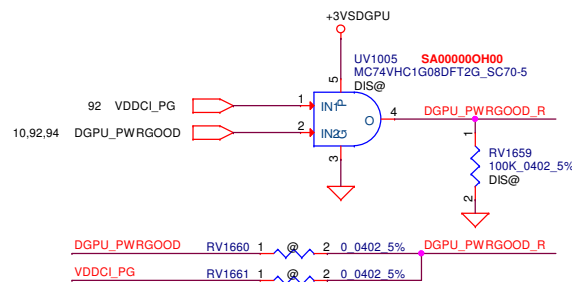 +3VSDGPU
UV1005 SA00000OH00
MC74VHC1G08DFT2G_SC70-5
DIS@
5
P
92 VDDCI_PG 1 IN1
O 4 DGPU_PWRGOOD_R
10,92,94 DGPU_PWRGOOD 2 IN2
G
3
1
RV1659
100K_0402_5%
DIS@
2
DGPU_PWRGOOD RV1660 1 @ 2 0_0402_5% DGPU_PWRGOOD_R
VDDCI_PG RV1661 1 @ 2 0_0402_5%